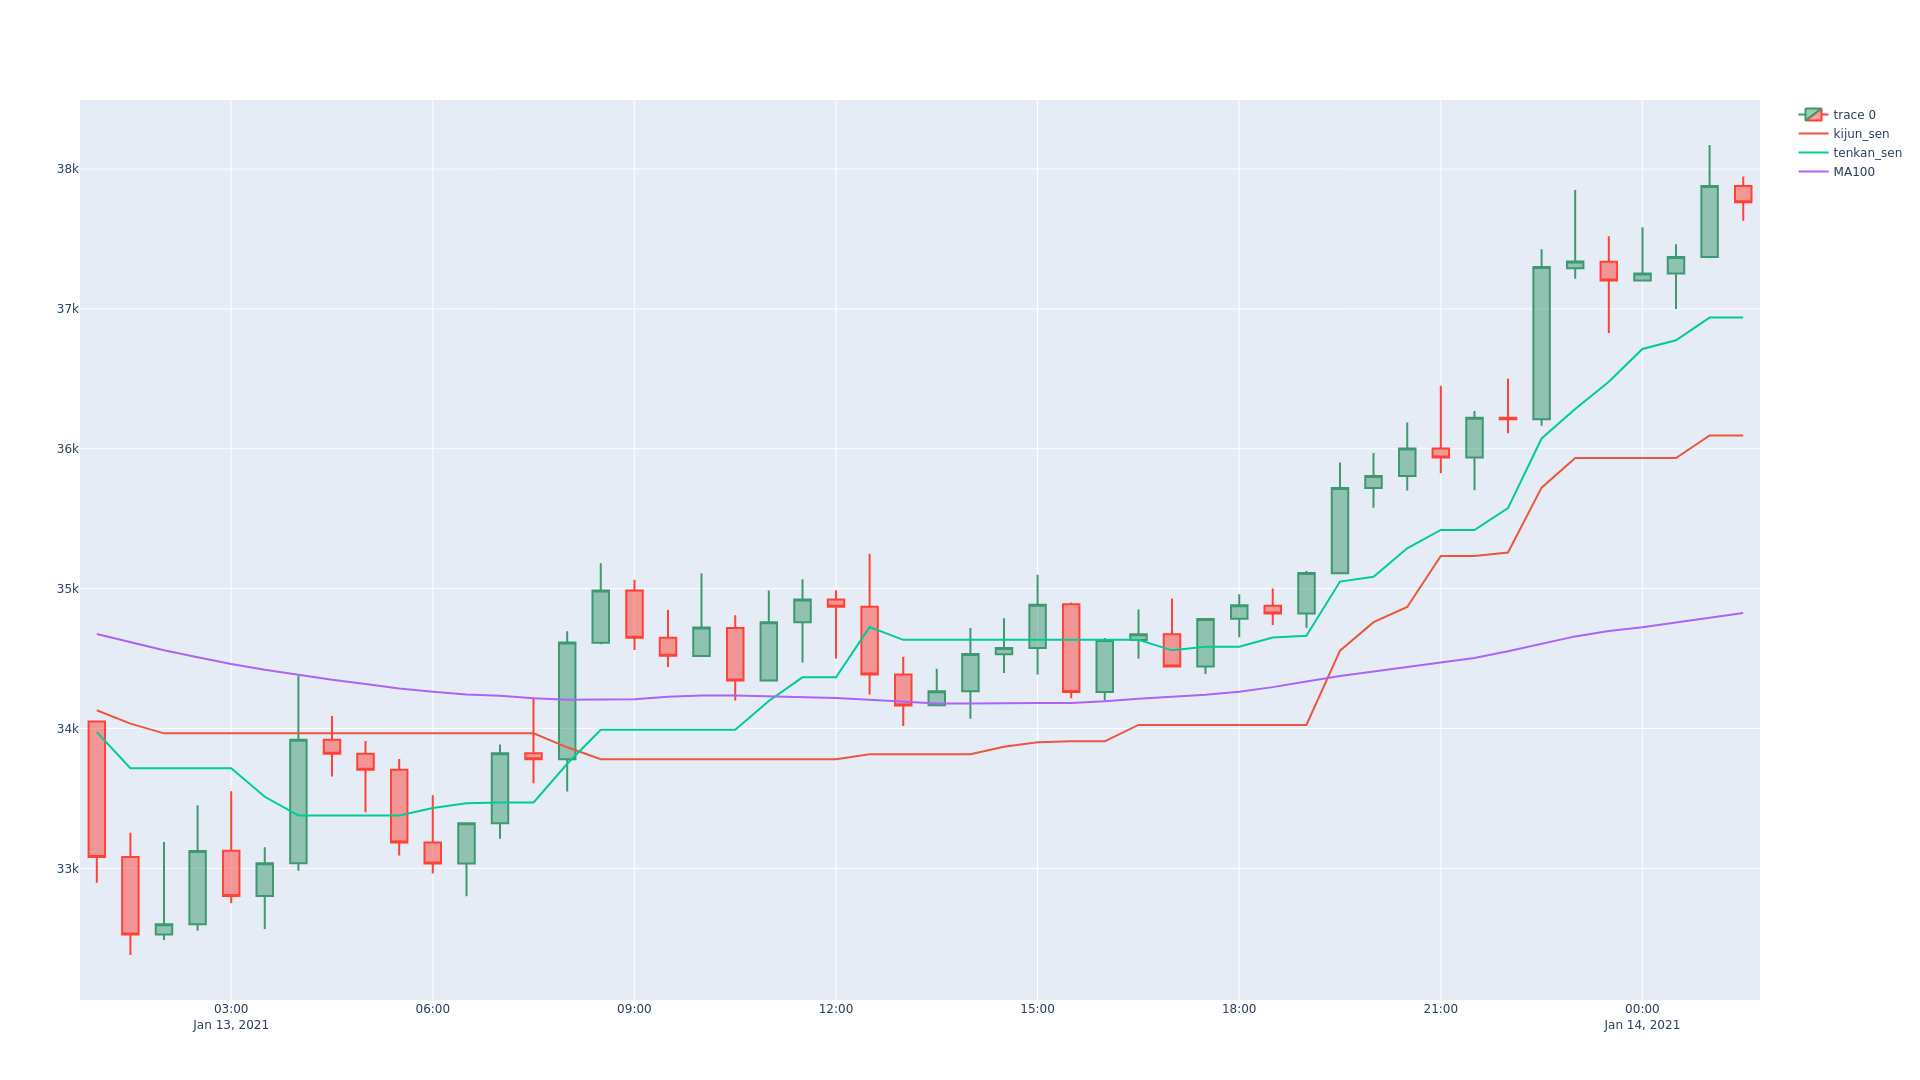 trace 0
kijun_sen
tenkan_sen
MA100
38k
37k
36k
35k
34k
33k
03:00 06:00 09:00 12:00 15:00 18:00 21:00 00:00
Jan 13, 2021 Jan 14, 2021